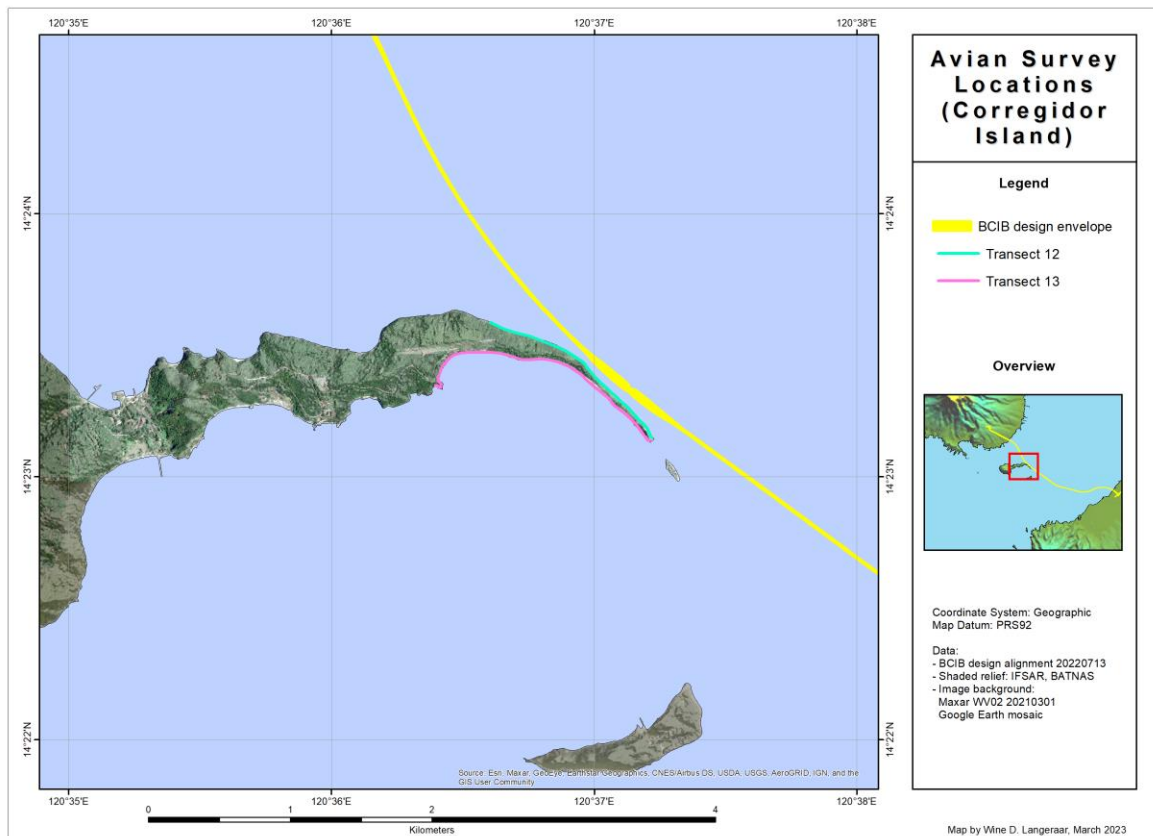 120°35'E
120°36'E
120°37'E
120°38'E
14°24'N
14°24'N
14°23'N
14°23'N
14°22'N
14°22'N
Source: Esri, Maxar, GeoEye, Earthstar Geographics, CNES/Airbus DS, USDA, USGS, AeroGRID, IGN, and the
GIS User Community
120°35'E
120°36'E
120°37'E
120°38'E
0
1
2
4
Kilometers
Avian Survey
Locations
(Corregidor
Island)
Legend
BCIB design envelope
Transect 12
Transect 13
Overview
Coordinate System: Geographic
Map Datum: PRS92
Data:
- BCIB design alignment 20220713
- Shaded relief: IFSAR, BATNAS
- Image background:
Maxar WV02 20210301
Google Earth mosaic
Map by Wine D. Langeraar, March 2023